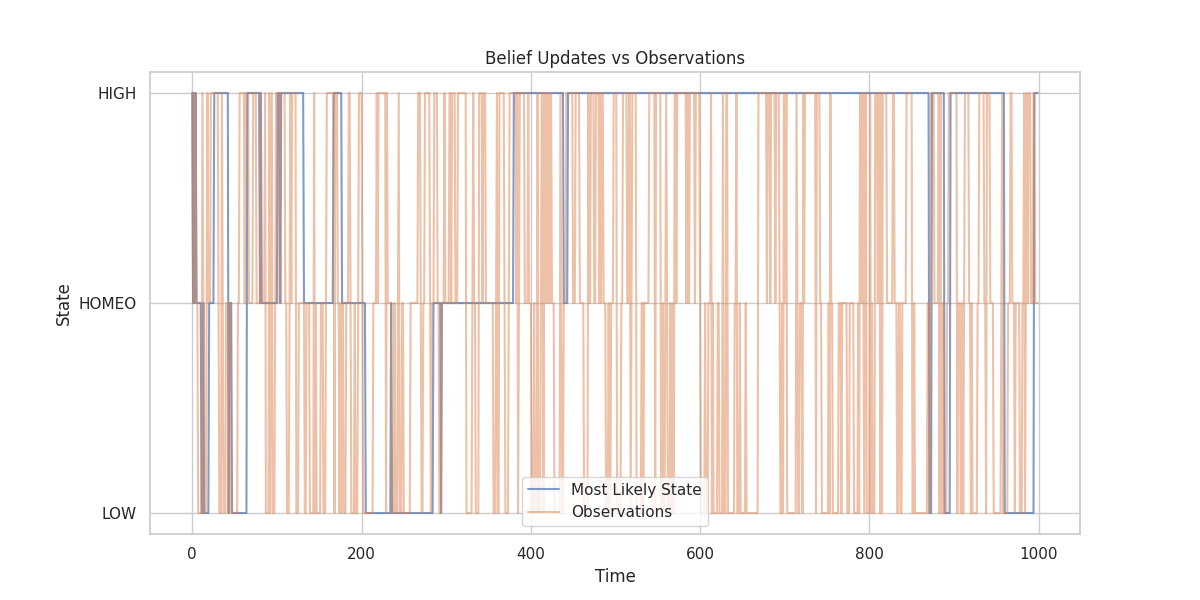 Belief Updates vs Observations
HIGH
HOMEO
LOW
State
Most Likely State
Observations
0
200
400
600
800
1000
Time